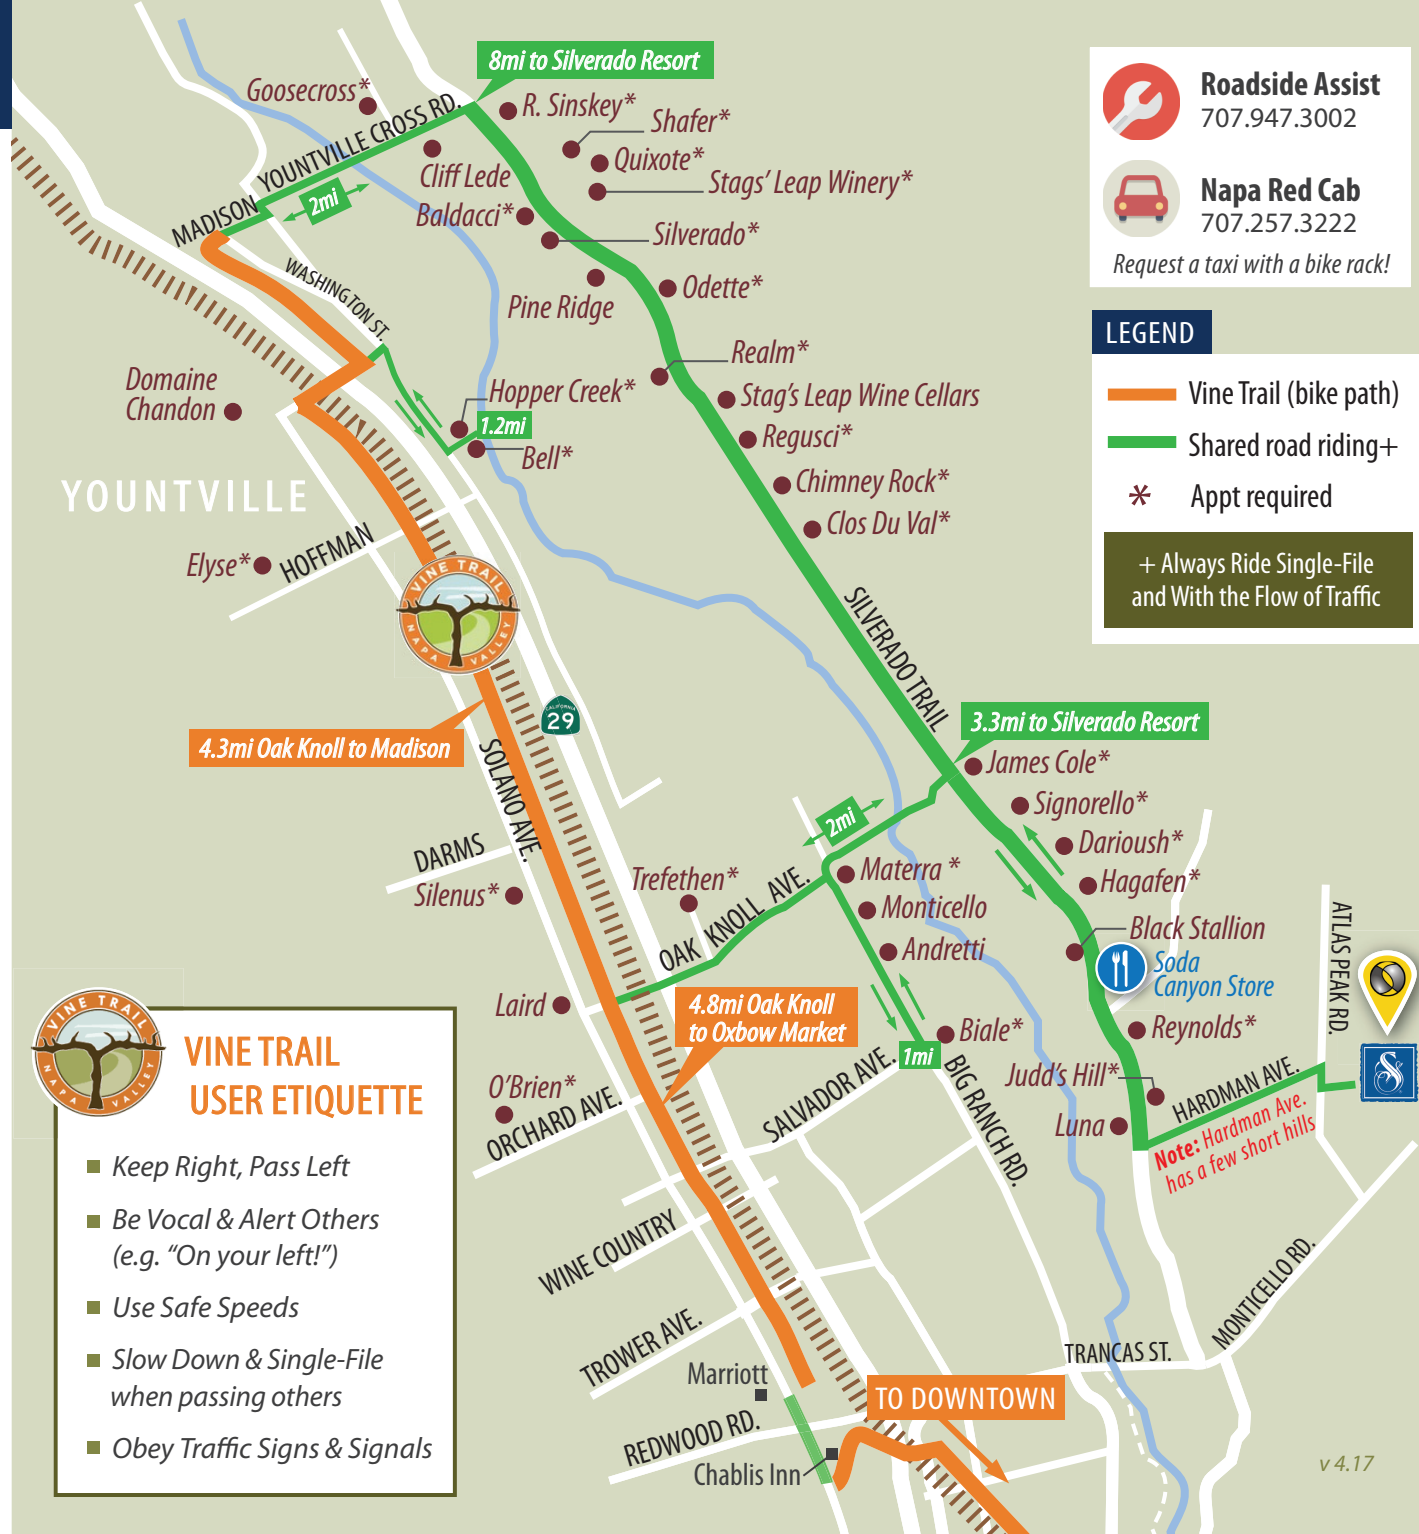 8mi to Silverado Resort
Goosecross*
YOUNTVILLE CROSS RD.
R. Sinskey*
Shafer*
Quixote*
Stags' Leap Winery*
Cliff Lede
Baldacci*
Silverado*
MADISON
2mi
WASHINGTON ST.
Pine Ridge
Odette*
Realm*
Domaine
Chandon
Hopper Creek*
1.2mi
Bell*
Stag's Leap Wine Cellars
Regusci*
Chimney Rock*
Clos Du Val*
YOUNTVILLE
Elyse*
HOFFMAN
VINE TRAIL
NAPA VALLEY
SILVERADO TRAIL
CALIFORNIA
29
4.3mi Oak Knoll to Madison
SOLANO AVE.
3.3mi to Silverado Resort
James Cole*
Signorello*
Darioush*
Hagafen*
2mi
DARMS
Silenus*
Trefethen*
OAK KNOLL AVE.
Materra *
Monticello
Andretti
Black Stallion
Soda
Canyon Store
ATLAS PEAK RD.
Laird
4.8mi Oak Knoll
to Oxbow Market
Biale*
1mi
Reynolds*
Judd's Hill*
Luna
HARDMAN AVE.
Note: Hardman Ave.
has a few short hills
S
O'Brien*
ORCHARD AVE.
SALVADOR AVE.
BIG RANCH RD.
WINE COUNTRY
TROWER AVE.
MONTICELLO RD.
TRANCAS ST.
Marriott
REDWOOD RD.
Chablis Inn
TO DOWNTOWN
v 4.17
Roadside Assist
707.947.3002
Napa Red Cab
707.257.3222
Request a taxi with a bike rack!
LEGEND
Vine Trail (bike path)
Shared road riding+
* Appt required
+ Always Ride Single-File
and With the Flow of Traffic
VINE TRAIL
NAPA VALLEY
VINE TRAIL
USER ETIQUETTE
Keep Right, Pass Left
Be Vocal & Alert Others
(e.g. “On your left!”)
Use Safe Speeds
Slow Down & Single-File
when passing others
Obey Traffic Signs & Signals